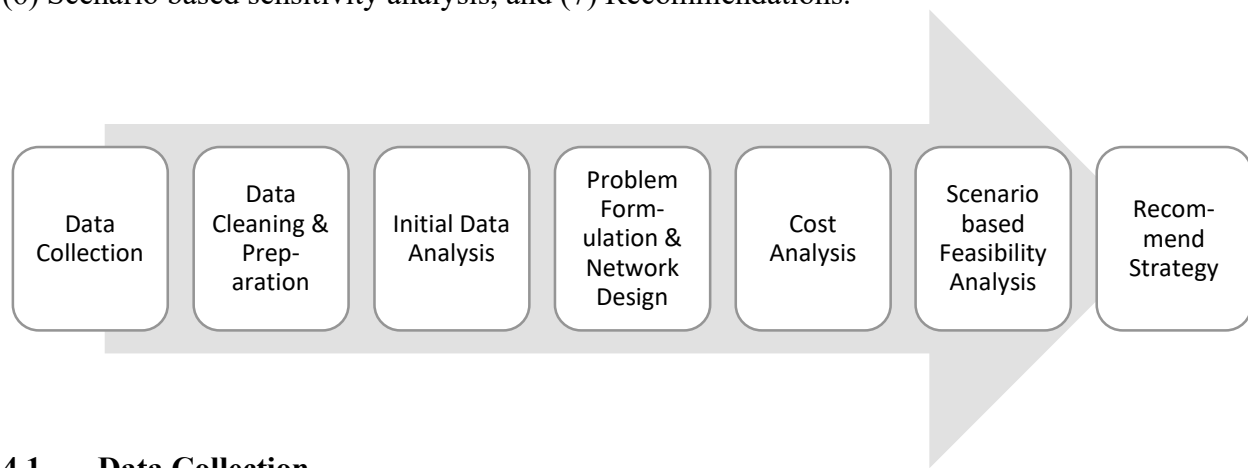 (6) Scenario-based sensitivity analysis, and (7) Recommendations.
Data
Collection
Data
Cleaning &
Prep-
aration
Initial Data
Analysis
Problem
Form-
ulation &
Network
Design
Cost
Analysis
Scenario
based
Feasibility
Analysis
Recom-
mend
Strategy
4.1 Data Collection